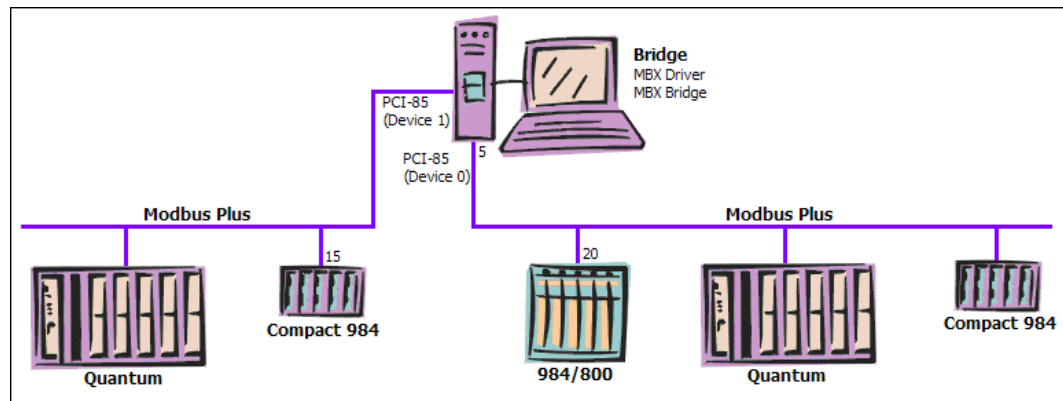 Bridge
MBX Driver
MBX Bridge
PCI-85
(Device 1)
5
PCI-85
(Device 0)
Modbus Plus
Modbus Plus
15
20
Compact 984
Quantum
984/800
Quantum
Compact 984